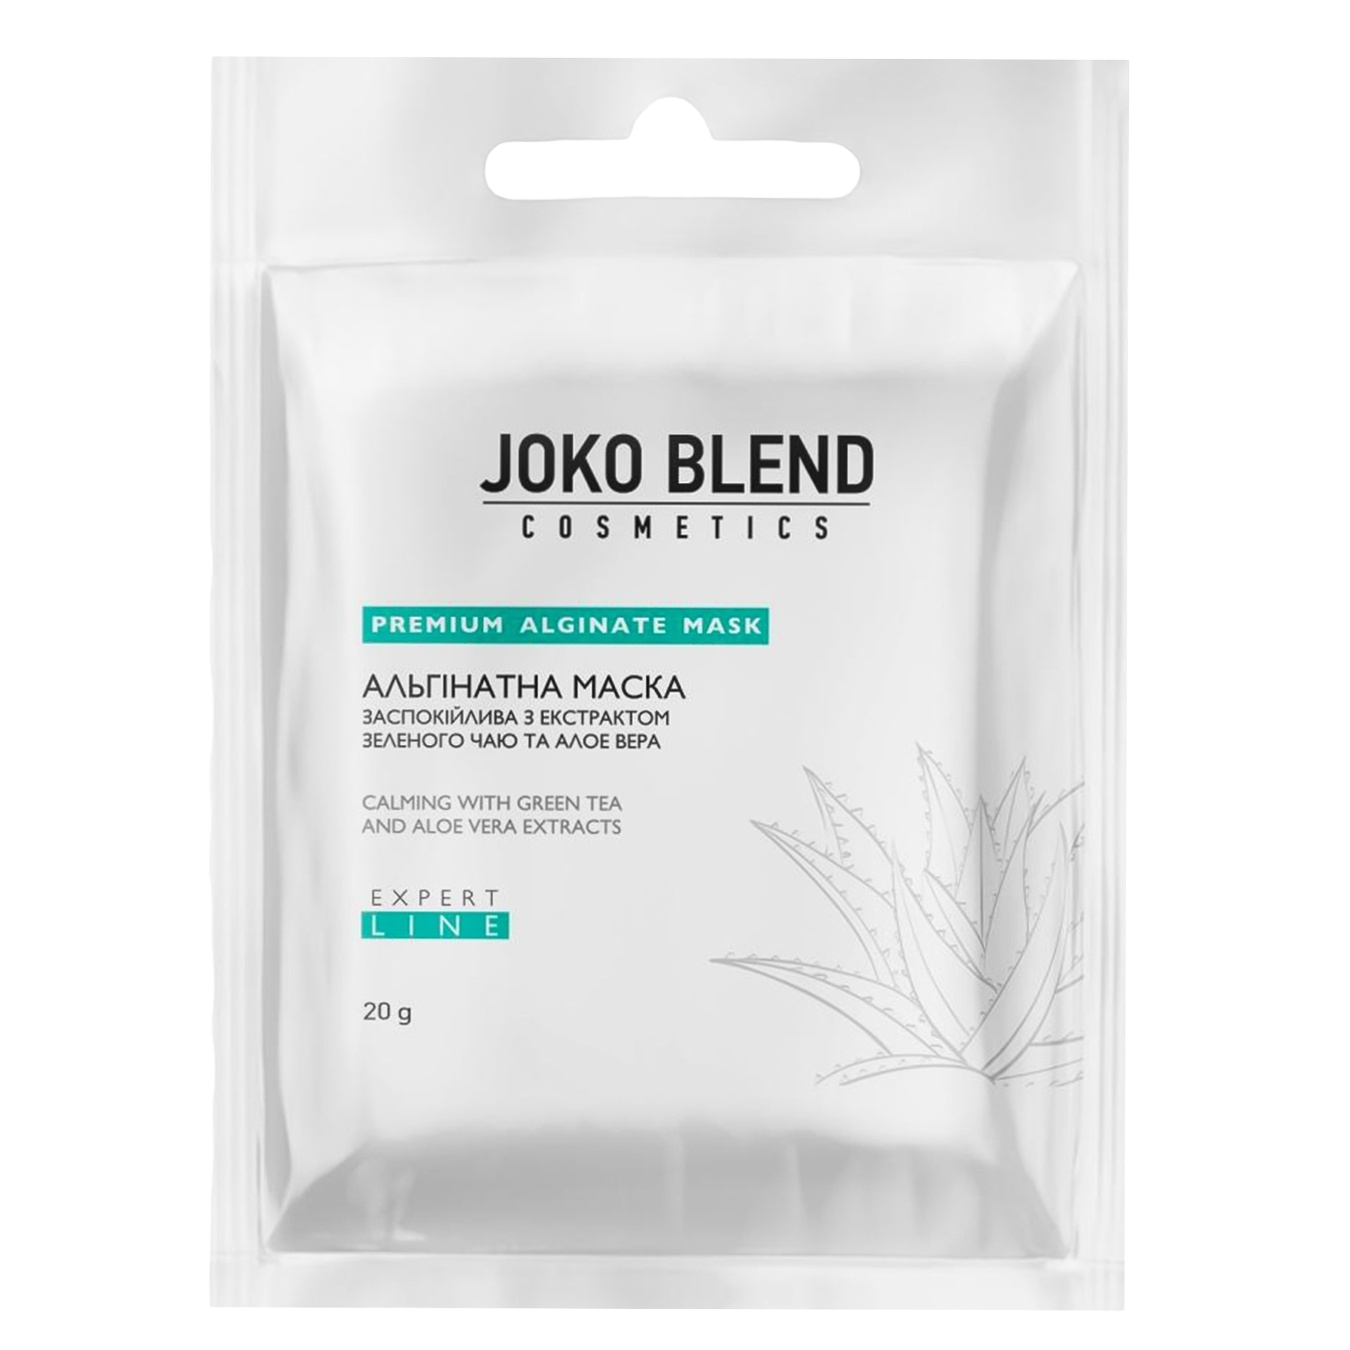 JOKO BLEND
COSMETICS
PREMIUM ALGINATE MASK
АЛЬГІНАТНА МАСКА
ЗАСПОКІЙЛИВА З ЕКСТРАКТОМ
ЗЕЛЕНОГО ЧАЮ ТА АЛОЕ ВЕРА
CALMING WITH GREEN TEA
AND ALOE VERA EXTRACTS
EXPERT
LINE
20 g